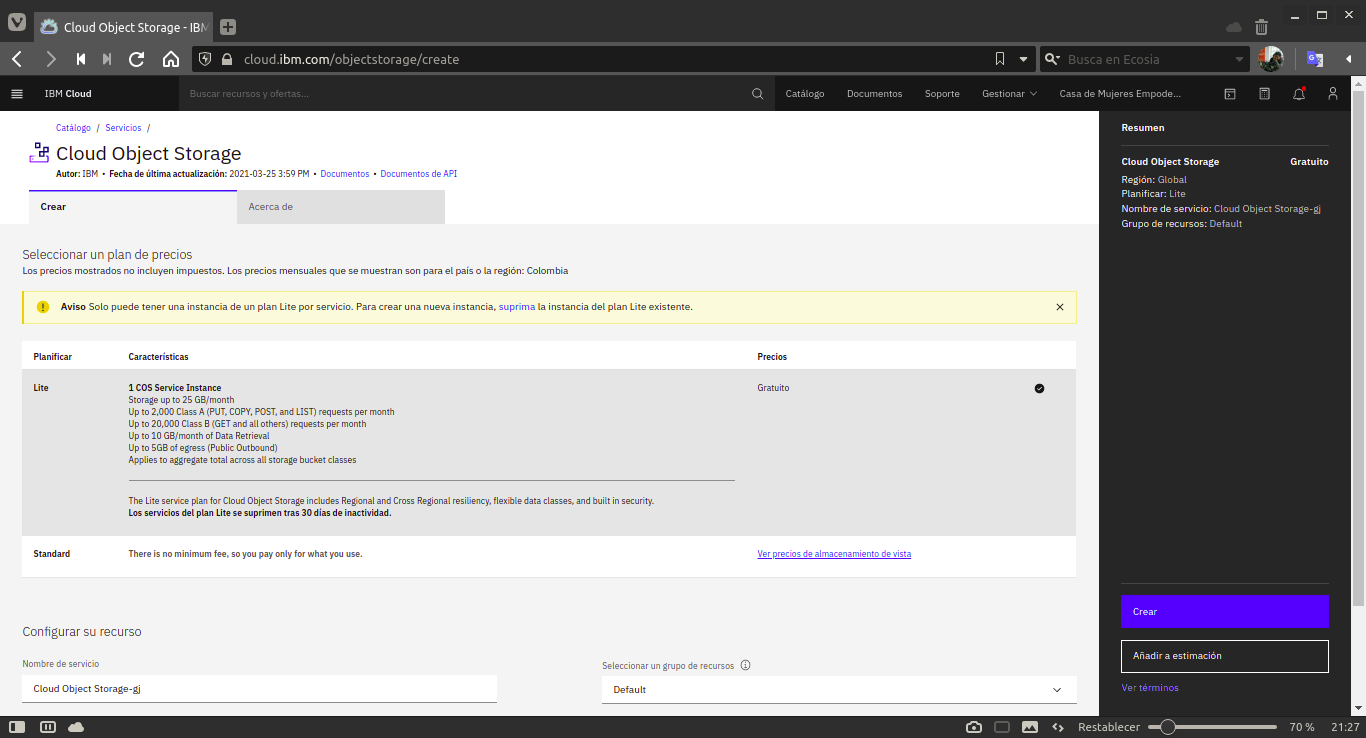 Cloud Object Storage - IBM
cloud.ibm.com/objectstorage/create
Busca en Ecosia
IBM Cloud
Buscar recursos y ofertas...
Catálogo
Documentos
Soporte
Gestionar
Casa de Mujeres Empode...
Catálogo / Servicios /
Cloud Object Storage
Autor: IBM • Fecha de última actualización: 2021-03-25 3:59 PM • Documentos • Documentos de API
Crear
Acerca de
Seleccionar un plan de precios
Los precios mostrados no incluyen impuestos. Los precios mensuales que se muestran son para el país o la región: Colombia
Aviso Solo puede tener una instancia de un plan Lite por servicio. Para crear una nueva instancia, suprima la instancia del plan Lite existente.
Planificar
Características
Precios
Lite
1 COS Service Instance
Gratuito
Storage up to 25 GB/month
Up to 2,000 Class A (PUT, COPY, POST, and LIST) requests per month
Up to 20,000 Class B (GET and all others) requests per month
Up to 10 GB/month of Data Retrieval
Up to 5GB of egress (Public Outbound)
Applies to aggregate total across all storage bucket classes
The Lite service plan for Cloud Object Storage includes Regional and Cross Regional resiliency, flexible data classes, and built in security.
Los servicios del plan Lite se suprimen tras 30 días de inactividad.
Standard
There is no minimum fee, so you pay only for what you use.
Ver precios de almacenamiento de vista
Configurar su recurso
Nombre de servicio
Cloud Object Storage-gj
Seleccionar un grupo de recursos
Default
Resumen
Cloud Object Storage
Gratuito
Región: Global
Planificar: Lite
Nombre de servicio: Cloud Object Storage-gj
Grupo de recursos: Default
Crear
Añadir a estimación
Ver términos
Restablecer
70 %
21:27